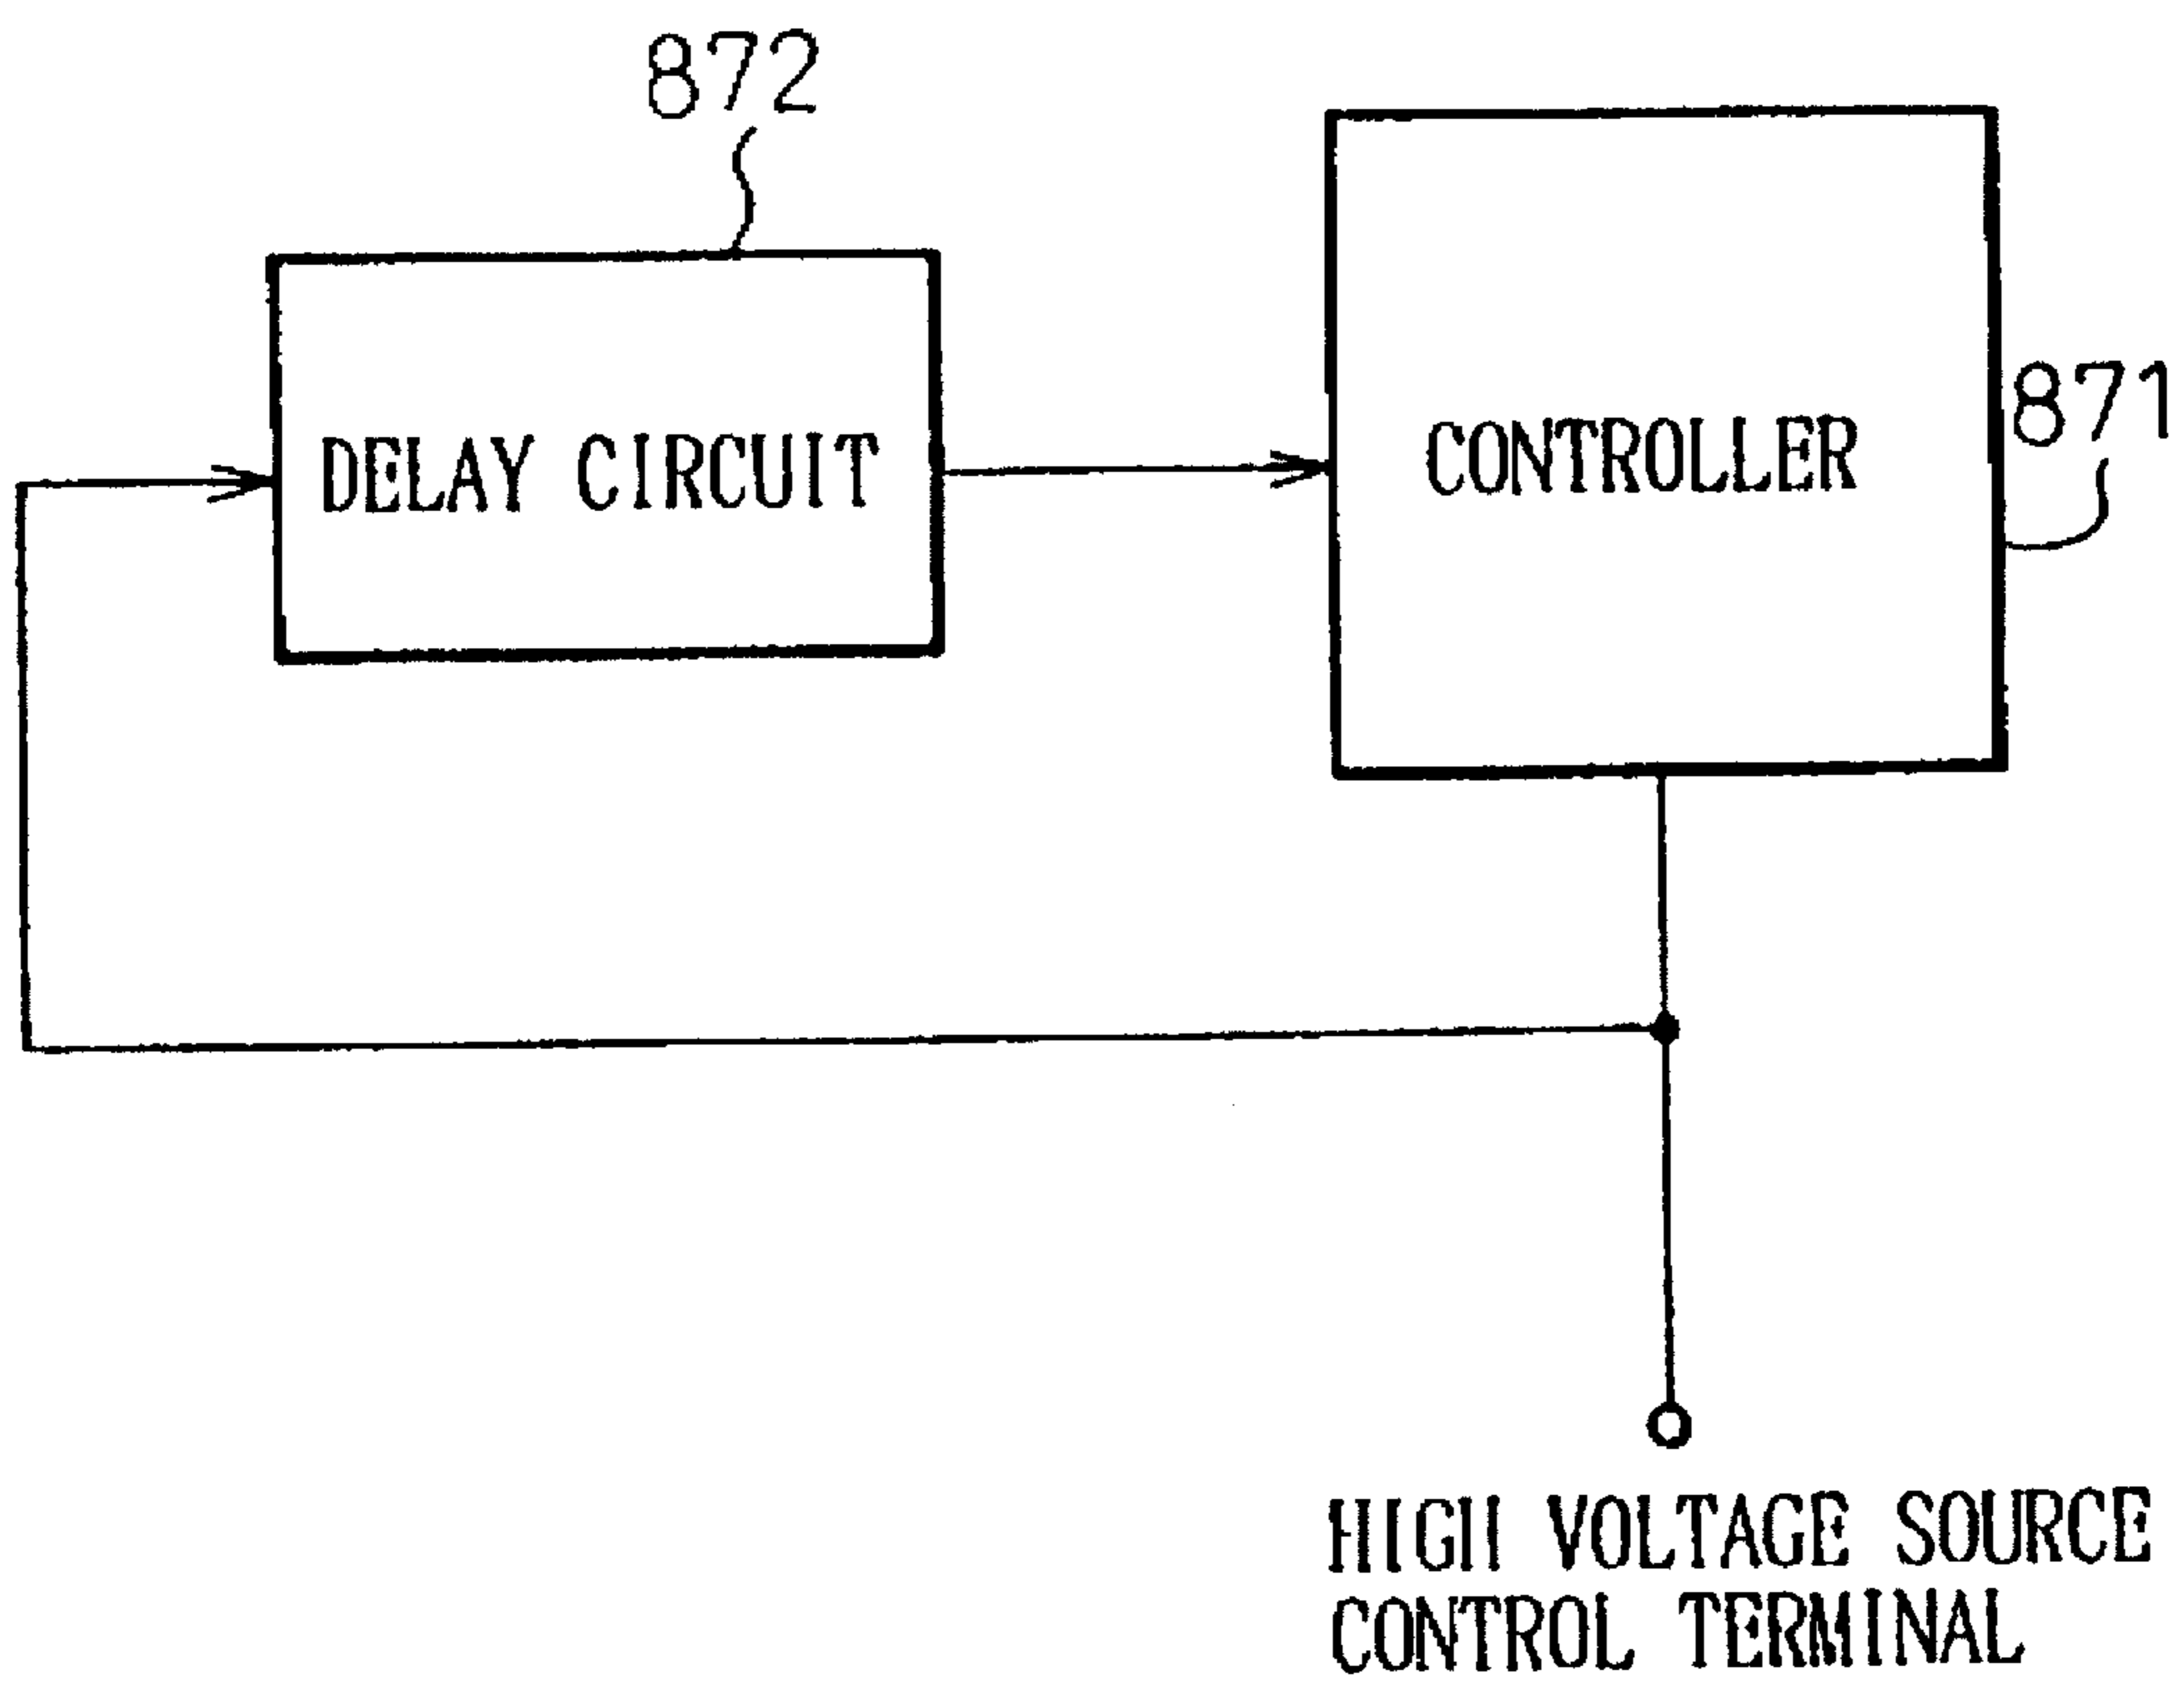 872
871
DELAY CIRCUIT
CONTROLLER
HIGH VOLTAGE SOURCE
CONTROL TERMINAL